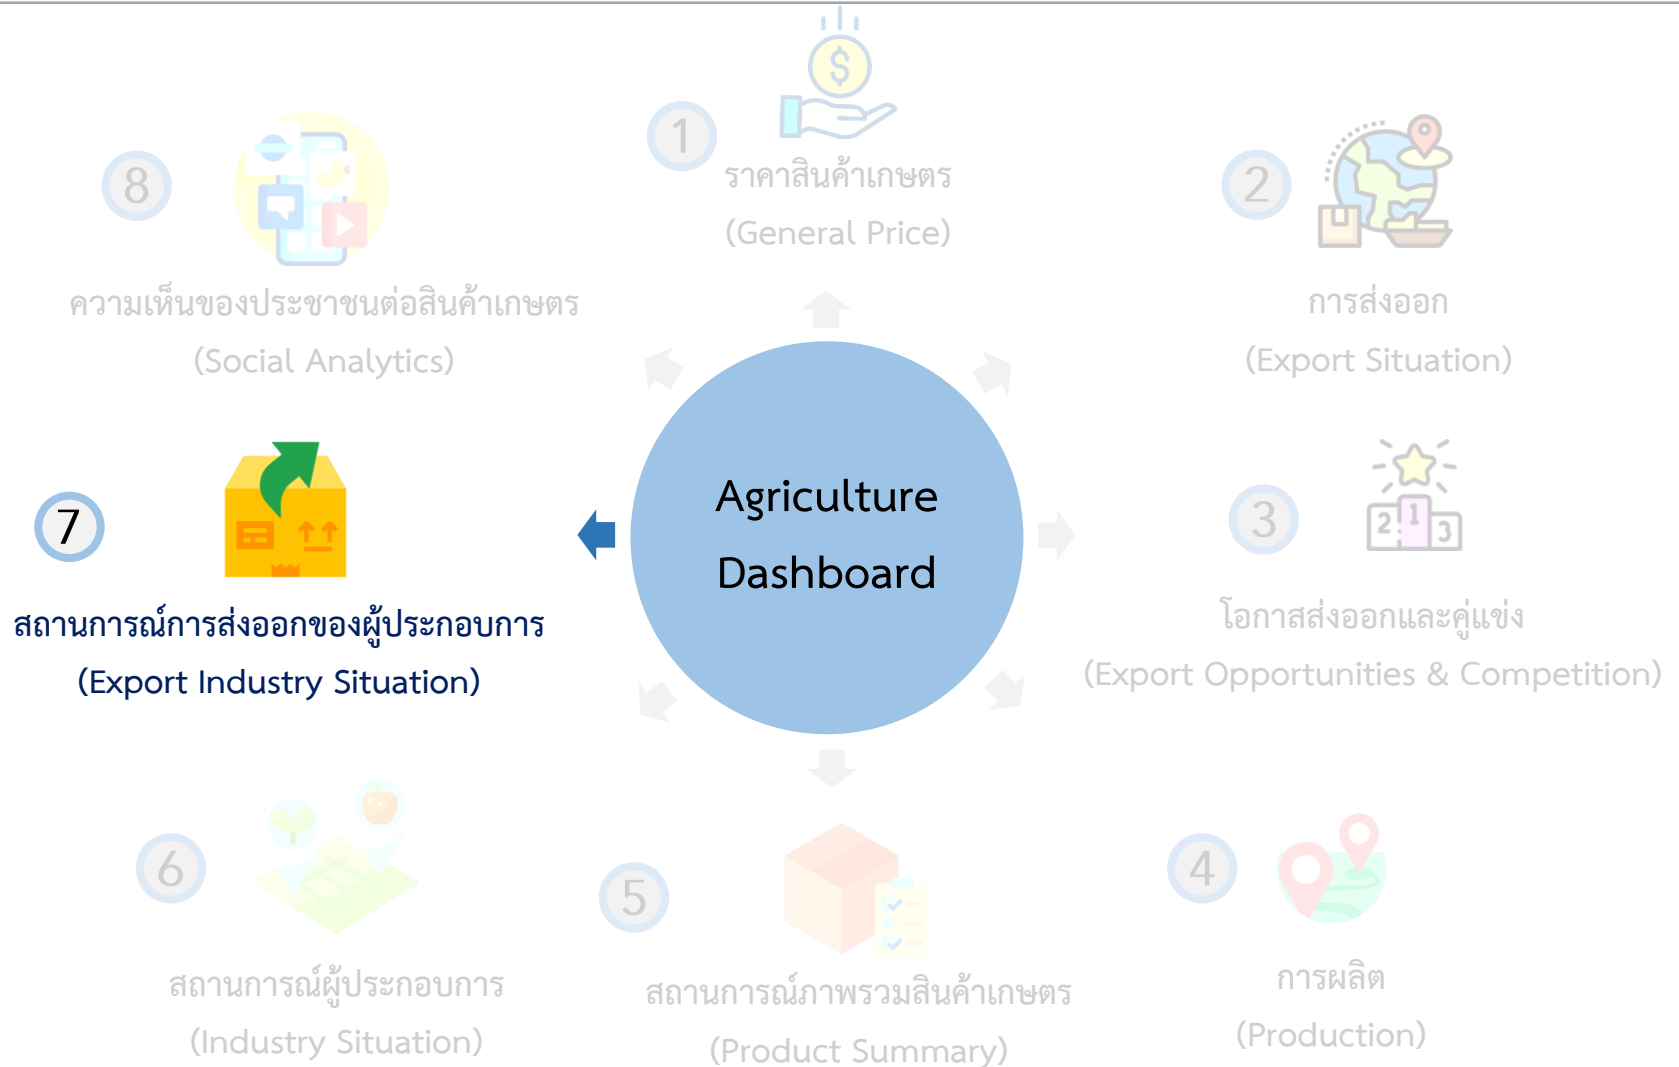 1
ราคาสินค้าเกษตร
(General Price)
2
การส่งออก
(Export Situation)
3
2 1 3
โอกาสส่งออกและคู่แข่ง
(Export Opportunities & Competition)
4
การผลิต
(Production)
5
สถานการณ์ภาพรวมสินค้าเกษตร
(Product Summary)
6
สถานการณ์ผู้ประกอบการ
(Industry Situation)
7
สถานการณ์การส่งออกของผู้ประกอบการ
(Export Industry Situation)
8
ความเห็นของประชาชนต่อสินค้าเกษตร
(Social Analytics)
Agriculture
Dashboard
$